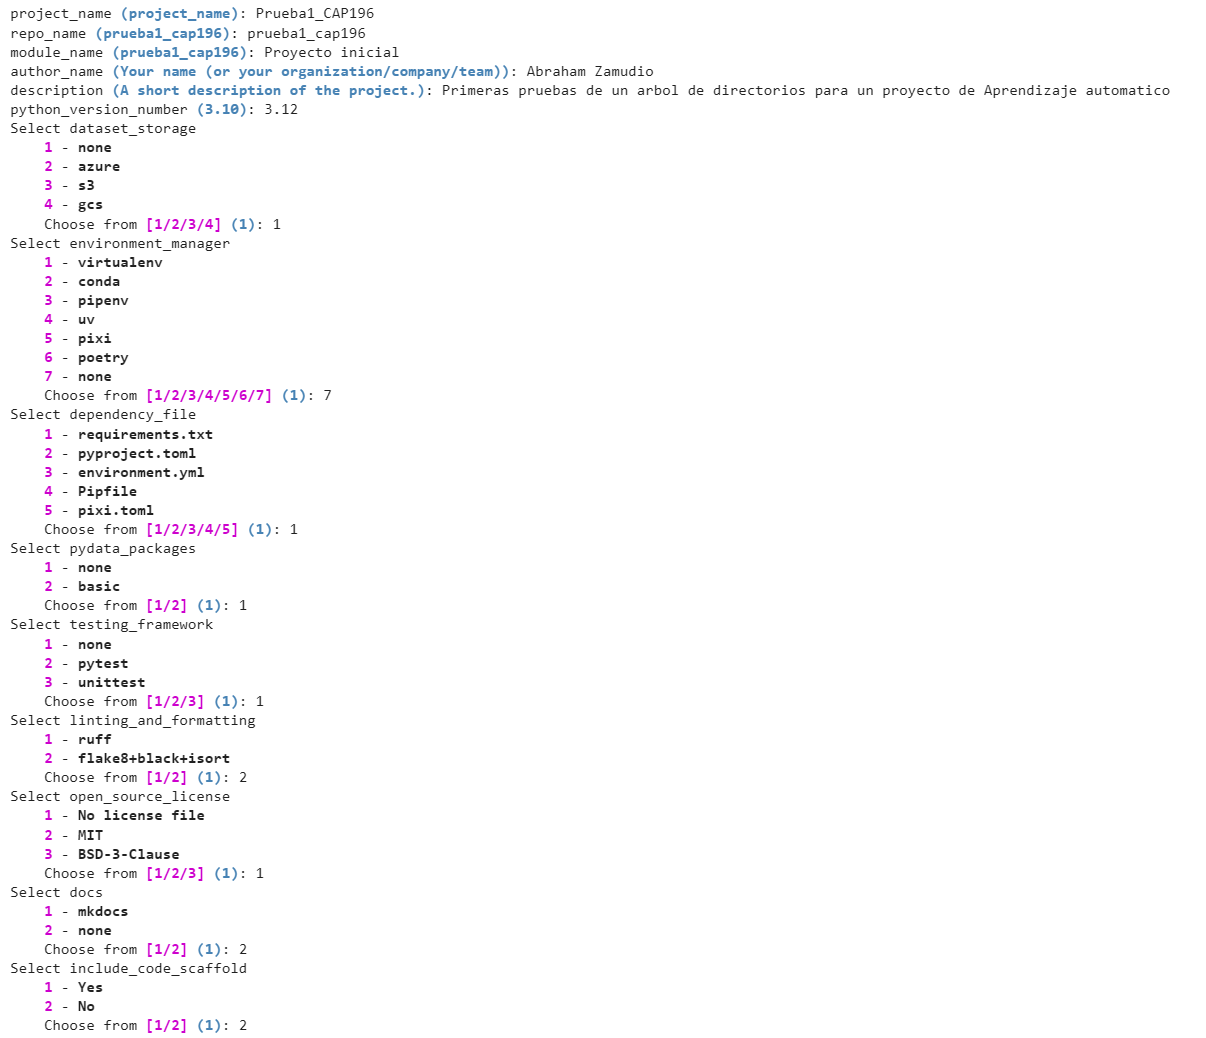 project_name (project_name): Prueba1_CAP196
repo_name (prueba1_cap196): prueba1_cap196
module_name (prueba1_cap196): Proyecto inicial
author_name (Your name (or your organization/company/team)): Abraham Zamudio
description (A short description of the project.): Primeras pruebas de un arbol de directorios para un proyecto de Aprendizaje automatico
python_version_number (3.10): 3.12
Select dataset_storage
1 - none
2 - azure
3 - s3
4 - gcs
Choose from [1/2/3/4] (1): 1
Select environment_manager
1 - virtualenv
2 - conda
3 - pipenv
4 - uv
5 - pixi
6 - poetry
7 - none
Choose from [1/2/3/4/5/6/7] (1): 7
Select dependency_file
1 - requirements.txt
2 - pyproject.toml
3 - environment.yml
4 - Pipfile
5 - pixi.toml
Choose from [1/2/3/4/5] (1): 1
Select pydata_packages
1 - none
2 - basic
Choose from [1/2] (1): 1
Select testing_framework
1 - none
2 - pytest
3 - unittest
Choose from [1/2/3] (1): 1
Select linting_and_formatting
1 - ruff
2 - flake8+black+isort
Choose from [1/2] (1): 2
Select open_source_license
1 - No license file
2 - MIT
3 - BSD-3-Clause
Choose from [1/2/3] (1): 1
Select docs
1 - mkdocs
2 - none
Choose from [1/2] (1): 2
Select include_code_scaffold
1 - Yes
2 - No
Choose from [1/2] (1): 2